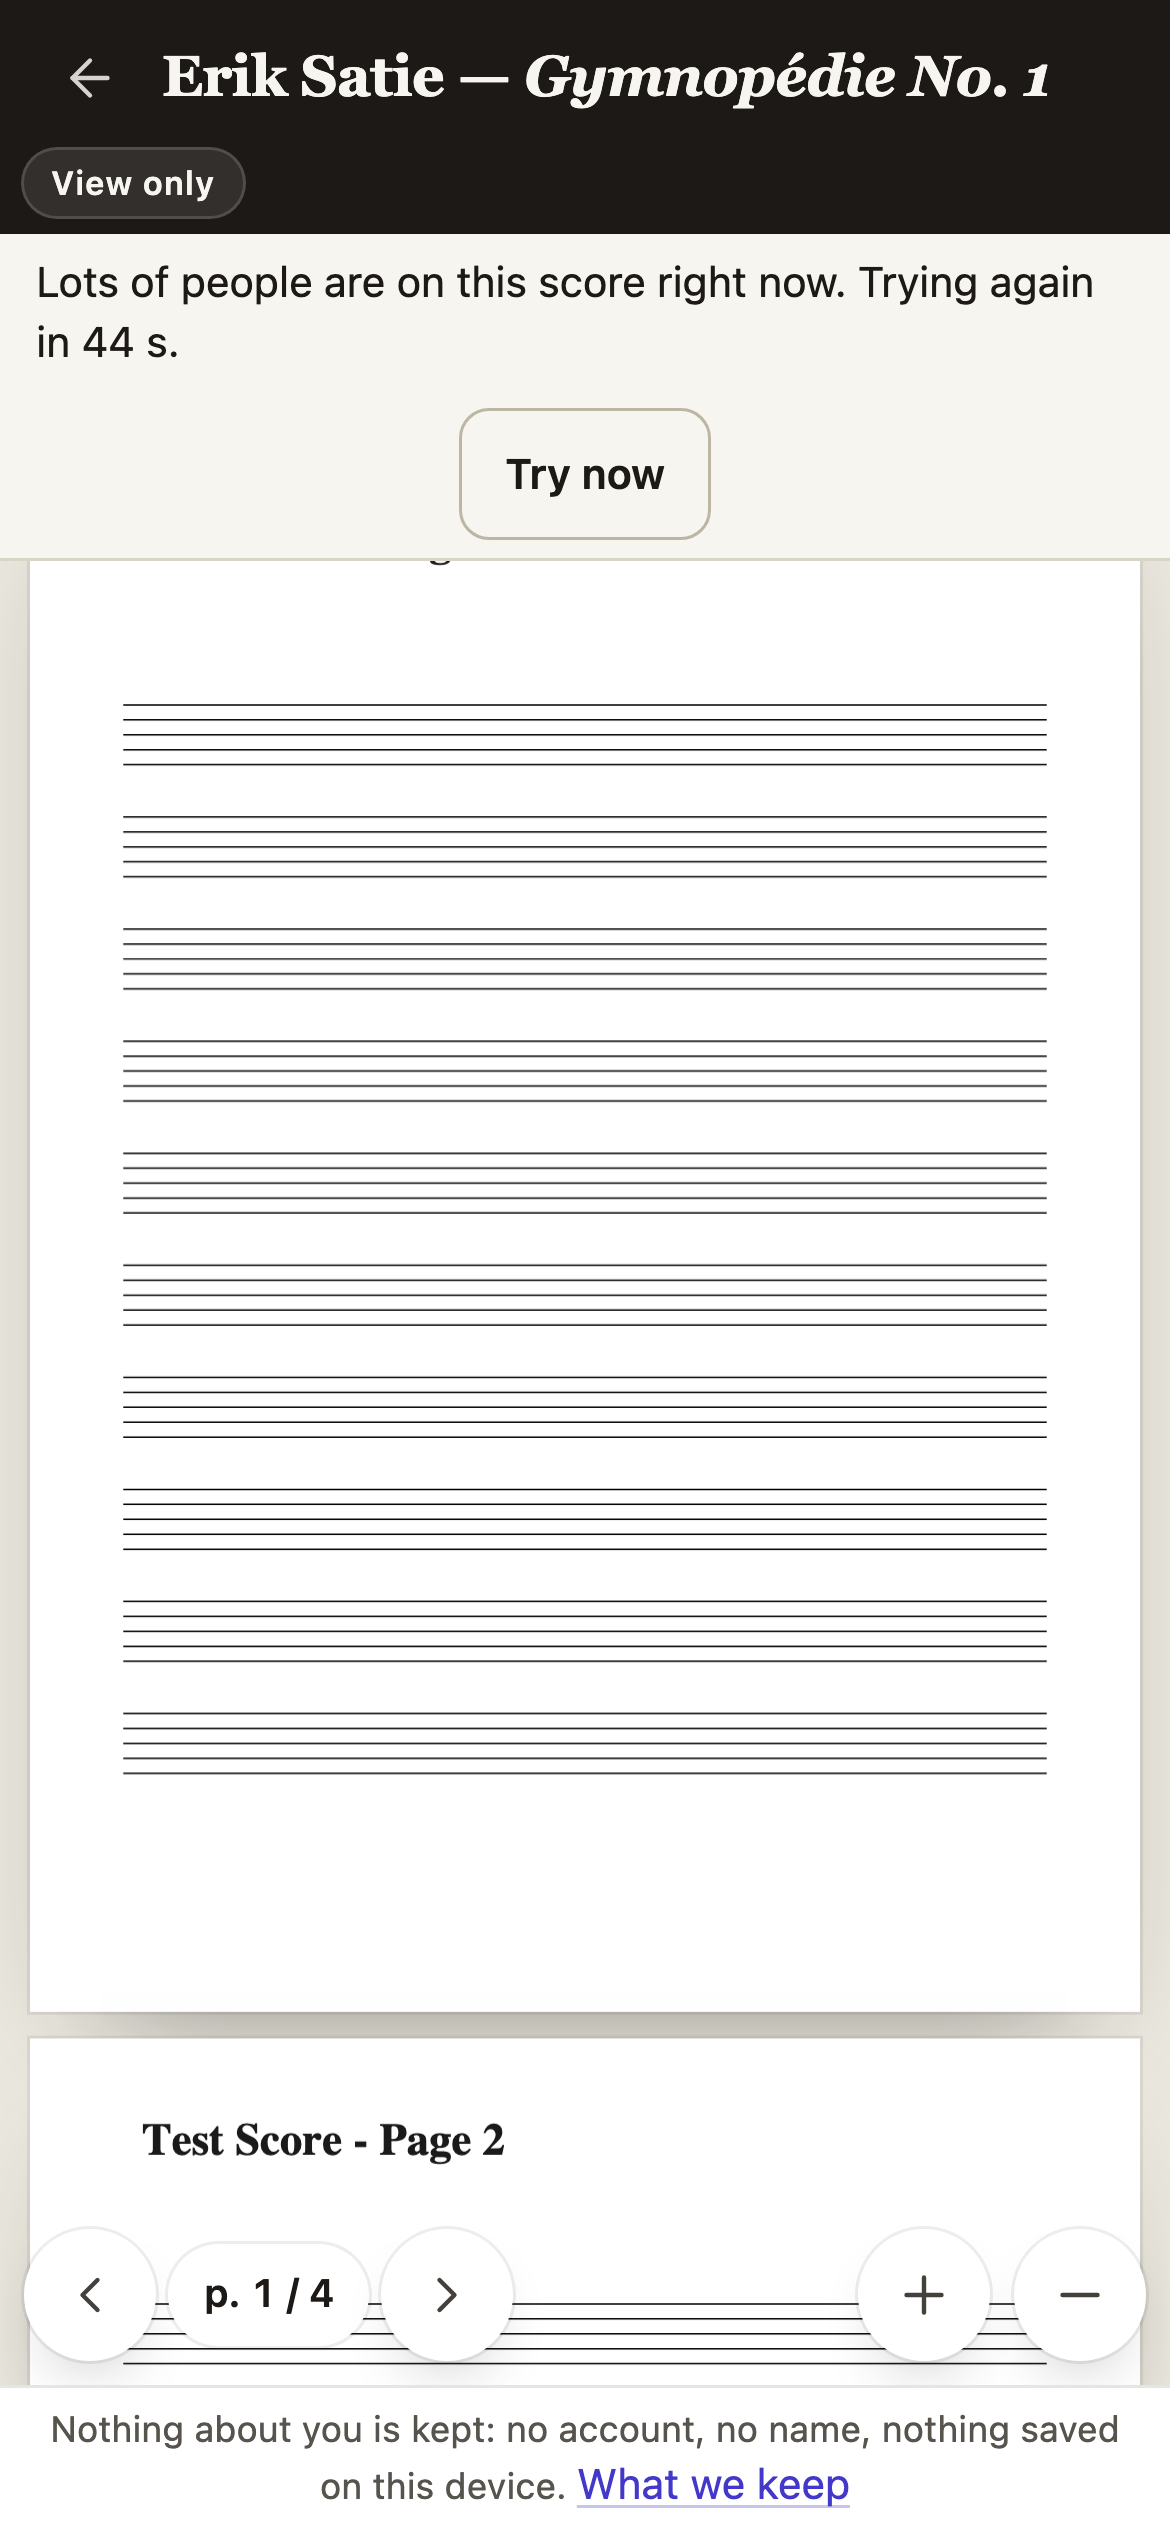 Erik Satie — Gymnopédie No. 1
View only
Lots of people are on this score right now. Trying again
in 44 s.
Try now
Test Score - Page 2
p. 1 / 4
Nothing about you is kept: no account, no name, nothing saved
on this device. What we keep